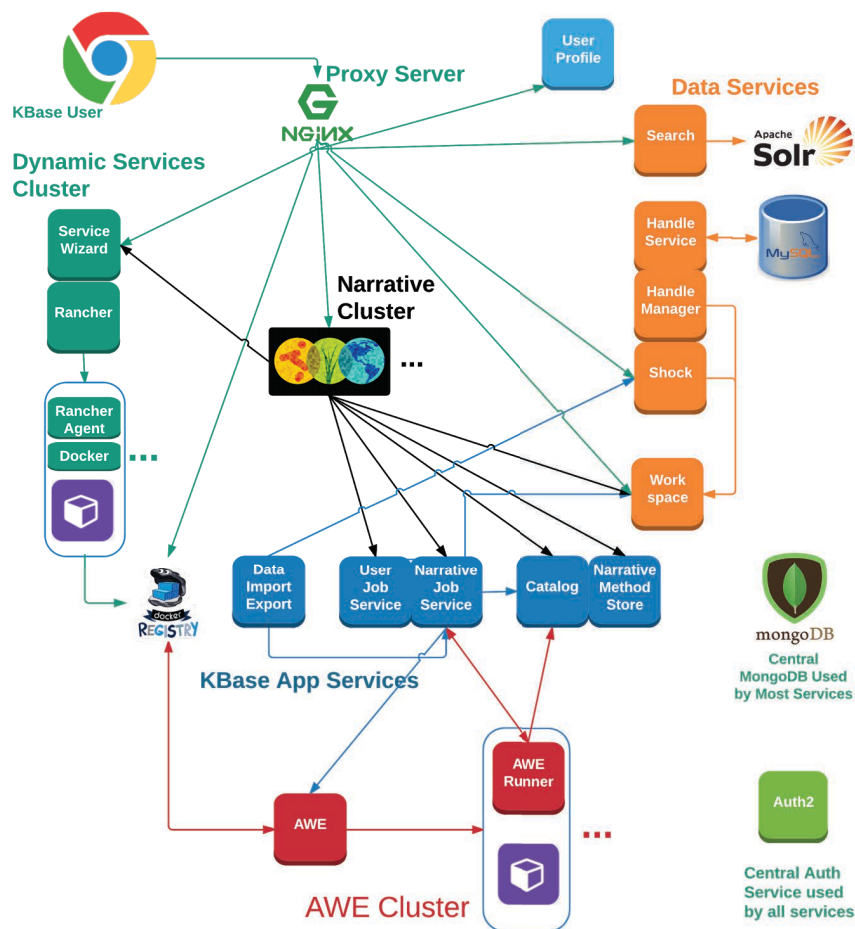 KBase User
Proxy Server
NGiNX
User
Profile
Data Services
Search
Apache
Solr
Dynamic Services
Cluster
Service
Wizard
Rancher
Rancher
Agent
Docker
...
Narrative
Cluster
...
Handle
Service
MySQL
Handle
Manager
Shock
Work
space
docker
REGISTRY
Data
Import
Export
User
Job
Service
Narrative
Job
Service
Catalog
Narrative
Method
Store
KBase App Services
mongoDB
Central
MongoDB Used
by Most Services
AWE
AWE
Runner
...
AWE Cluster
Auth2
Central Auth
Service used
by all services